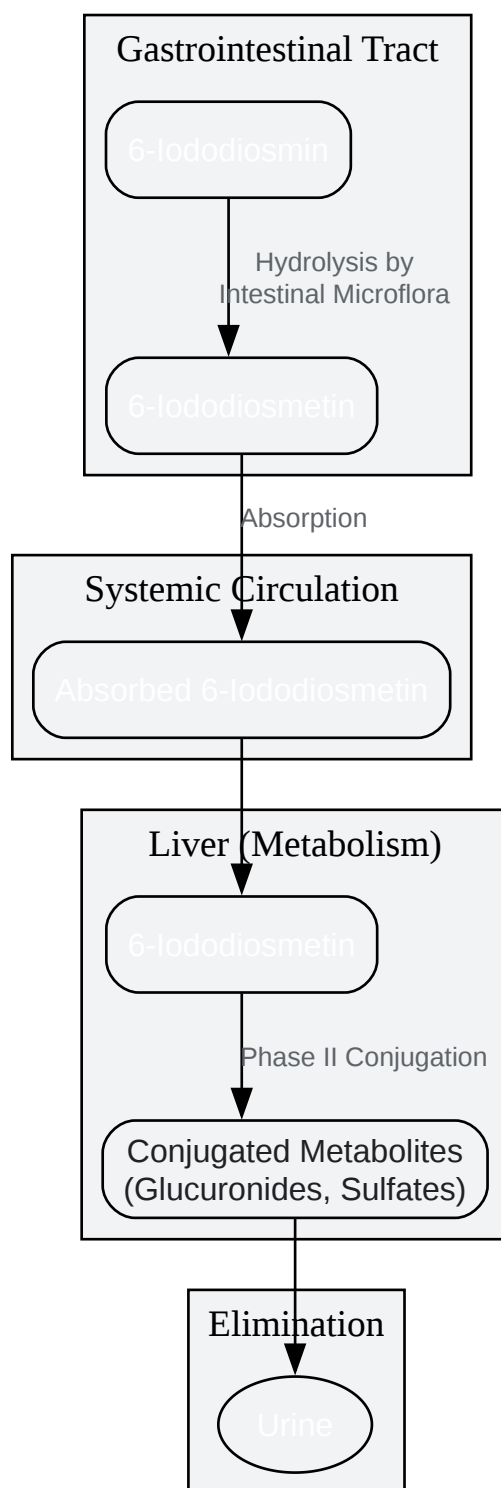 Gastrointestinal Tract
6-Iododiosmin
Hydrolysis by
Intestinal Microflora
6-Iododiosmetin
Absorption
Systemic Circulation
Absorbed 6-Iododiosmetin
Liver (Metabolism)
6-Iododiosmetin
Phase II Conjugation
Conjugated Metabolites
(Glucuronides, Sulfates)
Elimination
Urine